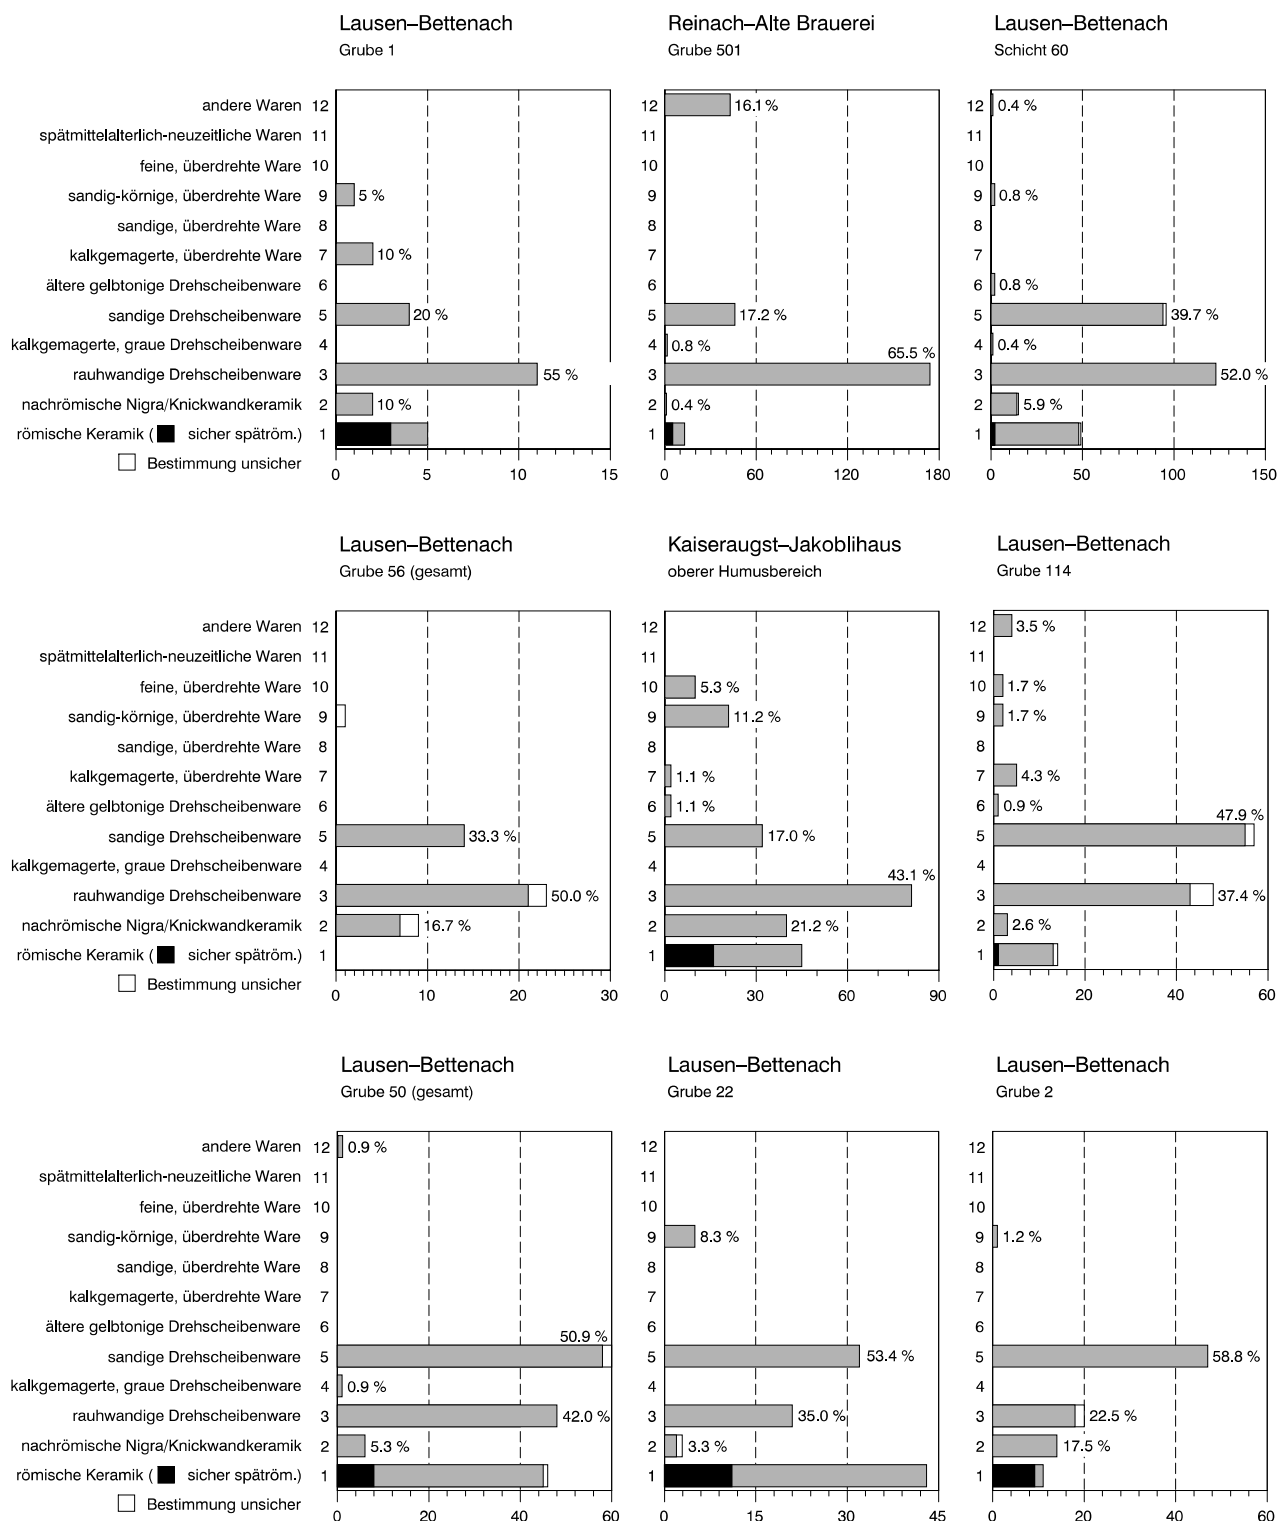 Lausen–Bettenach
Grube 1
Reinach–Alte Brauerei
Grube 501
Lausen–Bettenach
Schicht 60
andere Waren 12 12 16.1 % 12 0.4 %
spätmittelalterlich-neuzeitliche Waren 11 11 11
feine, überdrehte Ware 10 10 10
sandig-körnige, überdrehte Ware 9 5 % 9 9 0.8 %
sandige, überdrehte Ware 8 8 8
kalkgemagerte, überdrehte Ware 7 10 % 7 7
ältere gelbtonige Drehscheibenware 6 6 6 0.8 %
sandige Drehscheibenware 5 20 % 5 17.2 % 5 39.7 %
kalkgemagerte, graue Drehscheibenware 4 4 0.8 % 4 0.4 %
rauhwandige Drehscheibenware 3 55 % 3 65.5 % 3 52.0 %
nachrömische Nigra/Knickwandkeramik 2 10 % 2 0.4 % 2 5.9 %
römische Keramik ( sicher spätröm.) 1 1 1
Bestimmung unsicher
0 5 10 15 0 60 120 180 0 50 100 150
Lausen–Bettenach
Grube 56 (gesamt)
Kaiseraugst–Jakoblihaus
oberer Humusbereich
Lausen–Bettenach
Grube 114
andere Waren 12 12 12 3.5 %
spätmittelalterlich-neuzeitliche Waren 11 11 11
feine, überdrehte Ware 10 10 5.3 % 10 1.7 %
sandig-körnige, überdrehte Ware 9 9 11.2 % 9 1.7 %
sandige, überdrehte Ware 8 8 8
kalkgemagerte, überdrehte Ware 7 7 1.1 % 7 4.3 %
ältere gelbtonige Drehscheibenware 6 6 1.1 % 6 0.9 %
sandige Drehscheibenware 5 33.3 % 5 17.0 % 5 47.9 %
kalkgemagerte, graue Drehscheibenware 4 4 4
rauhwandige Drehscheibenware 3 50.0 % 3 43.1 % 3 37.4 %
nachrömische Nigra/Knickwandkeramik 2 16.7 % 2 21.2 % 2 2.6 %
römische Keramik ( sicher spätröm.) 1 1 1
Bestimmung unsicher
0 10 20 30 0 30 60 90 0 20 40 60
Lausen–Bettenach
Grube 50 (gesamt)
Lausen–Bettenach
Grube 22
Lausen–Bettenach
Grube 2
andere Waren 12 0.9 % 12 12
spätmittelalterlich-neuzeitliche Waren 11 11 11
feine, überdrehte Ware 10 10 10
sandig-körnige, überdrehte Ware 9 9 8.3 % 9 1.2 %
sandige, überdrehte Ware 8 8 8
kalkgemagerte, überdrehte Ware 7 7 7
ältere gelbtonige Drehscheibenware 6 6 6
sandige Drehscheibenware 5 50.9 % 5 53.4 % 5 58.8 %
kalkgemagerte, graue Drehscheibenware 4 0.9 % 4 4
rauhwandige Drehscheibenware 3 42.0 % 3 35.0 % 3 22.5 %
nachrömische Nigra/Knickwandkeramik 2 5.3 % 2 3.3 % 2 17.5 %
römische Keramik ( sicher spätröm.) 1 1 1
Bestimmung unsicher
0 20 40 60 0 15 30 45 0 20 40 60